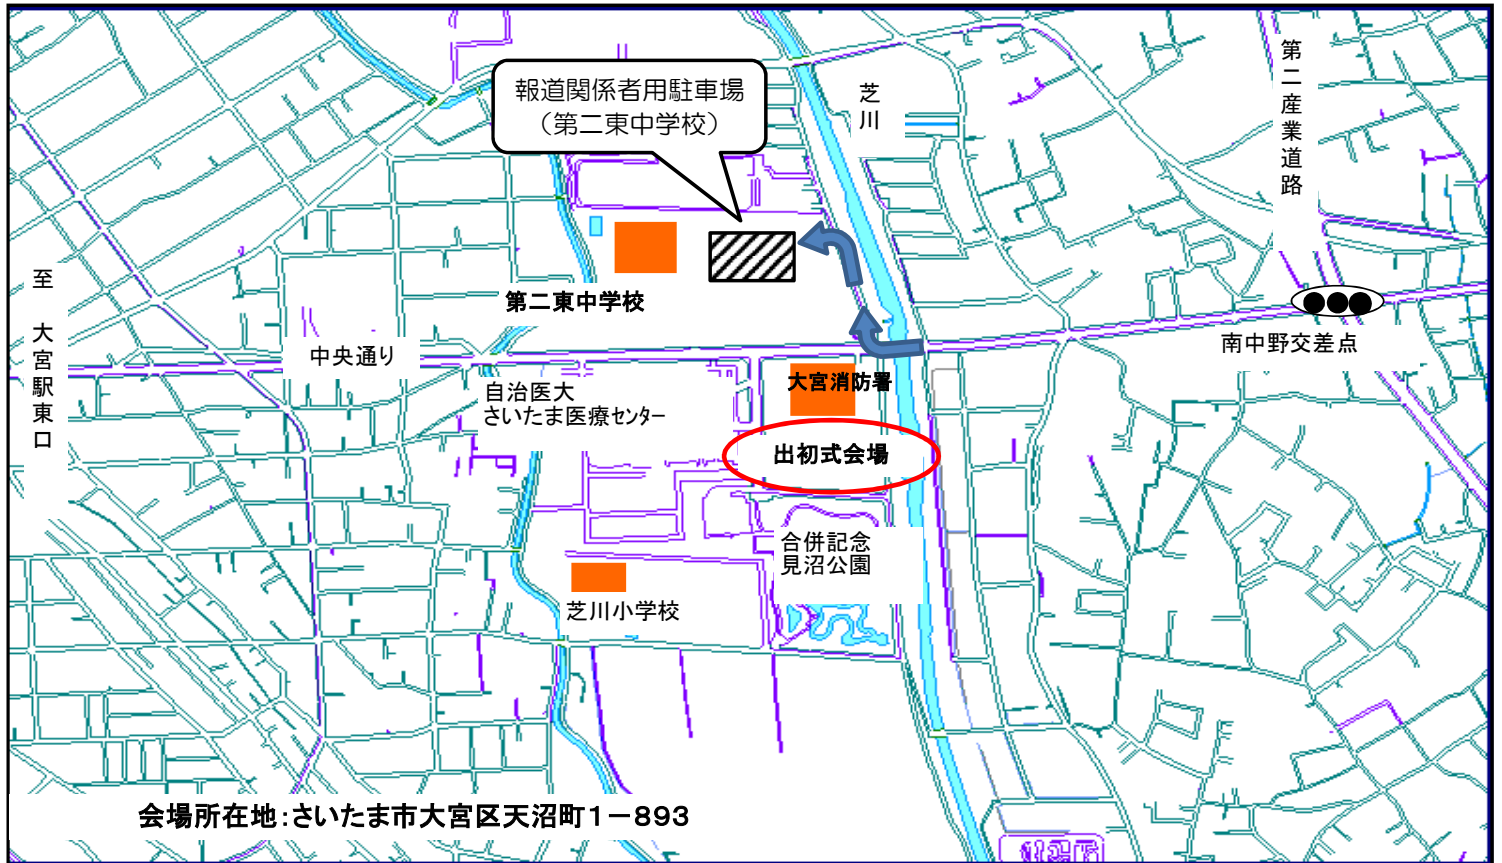 報道関係者用駐車場
（第二東中学校）
芝川
第二産業道路
第二東中学校
至 大宮駅東口
中央通り
南中野交差点
自治医大
さいたま医療センター
大宮消防署
出初式会場
合併記念
見沼公園
芝川小学校
会場所在地：さいたま市大宮区天沼町１－８９３